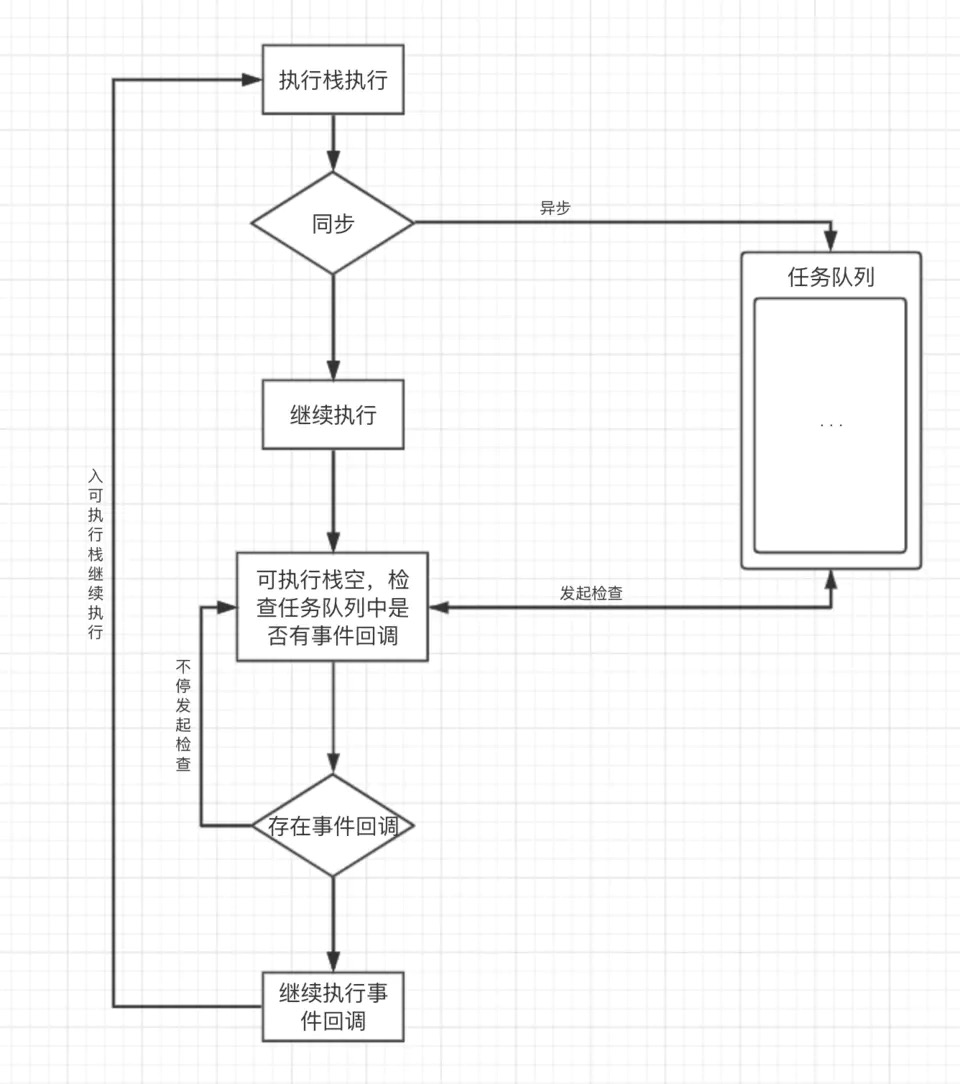 执行栈执行
同步
异步
任务队列
...
继续执行
入可执行栈继续执行
可执行栈空，检
查任务队列中是
否有事件回调
发起检查
不停发起检查
存在事件回调
继续执行事
件回调